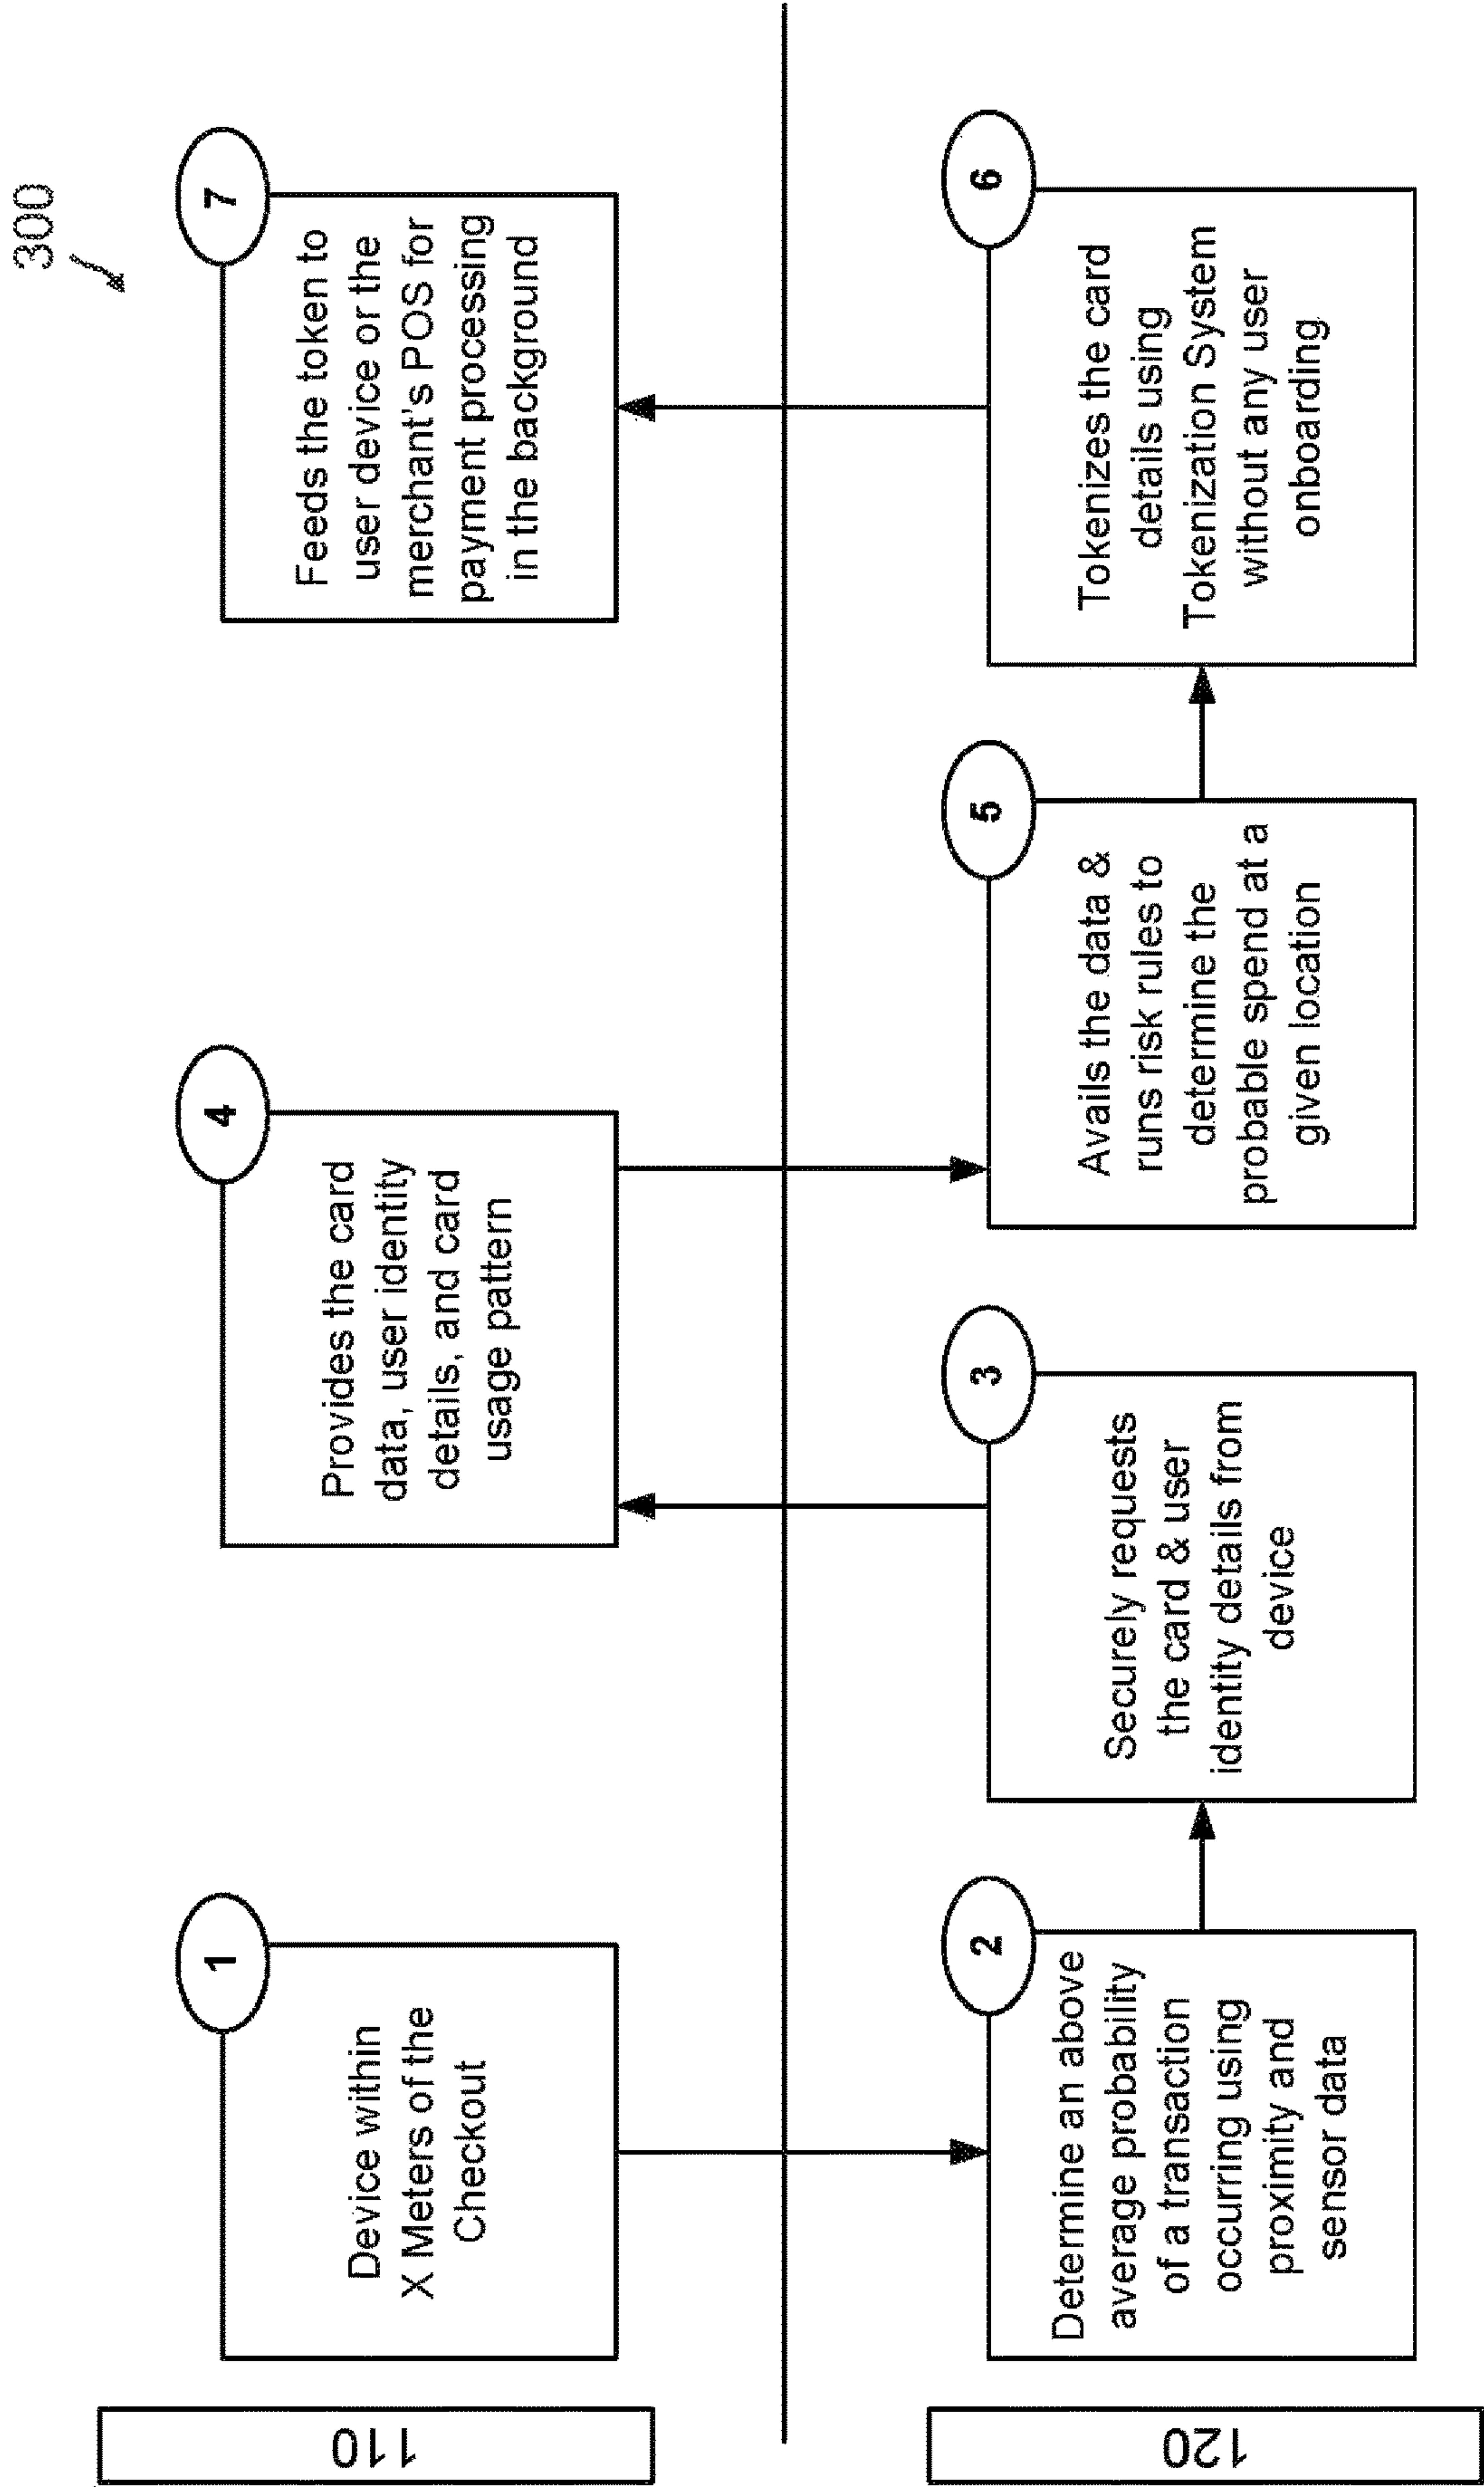 300
110
1
Device within
X Meters of the
Checkout
4
Provides the card
data, user identity
details, and card
usage pattern
7
Feeds the token to
user device or the
merchant's POS for
payment processing
in the background
120
2
Determine an above
average probability
of a transaction
occurring using
proximity and
sensor data
3
Securely requests
the card & user
identity details from
device
5
Avails the data &
runs risk rules to
determine the
probable spend at a
given location
6
Tokenizes the card
details using
Tokenization System
without any user
onboarding